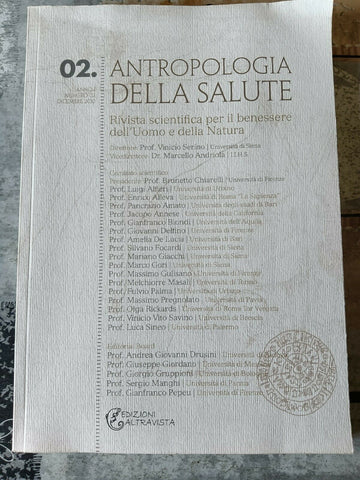 02.
ANTROPOLOGIA
DELLA SALUTE
Rivista scientifica per il benessere
dell'Uomo e della Natura
DICEMBRE
Direttore: Prof. Vinicio Serino | Università di Siena
Vicedirettore: Dr. Marcello Andriola | I.I.H.S.
Comitato scientifico
Presidente: Prof. Brunetto Chiarelli | Università di Firenze
Prof. Luigi Alfieri | Università di Urbino
Prof. Enrico Alleva | Università di Roma "La Sapienza"
Prof. Pancrazio Amato | Università degli studi di Bari
Prof. Jacopo Annese | Università della California
Prof. Gianfranco Biondi | Università dell'Aquila
Prof. Giovanni Delfino | Università di Firenze
Prof. Amelia De Lucia | Università di Bari
Prof. Silvano Focardi | Università di Siena
Prof. Mariano Giacchi | Università di Siena
Prof. Marco Gori | Università di Siena
Prof. Massimo Gulisano | Università di Firenze
Prof. Melchiorre Masali | Università di
Prof. Fulvio Palma | Università di
Prof. Massimo Pregnolato | Università di Pavia
Prof. Olga Rickards | Università di Roma Tor Vergata
Prof. Vinicio Vito Savino | Università di Brescia
Prof. Luca Sineo | Università di Palermo
Editorial Board
Prof. Andrea Giovanni Drusini | Università di
Prof. Giuseppe Giordano | Università di
Prof. Giorgio Gruppioni | Università di Bologna
Prof. Sergio Manghi | Università di Parma
Prof. Gianfranco Pepeu | Università di Firenze
EDIZIONI
ALTRAVISTA